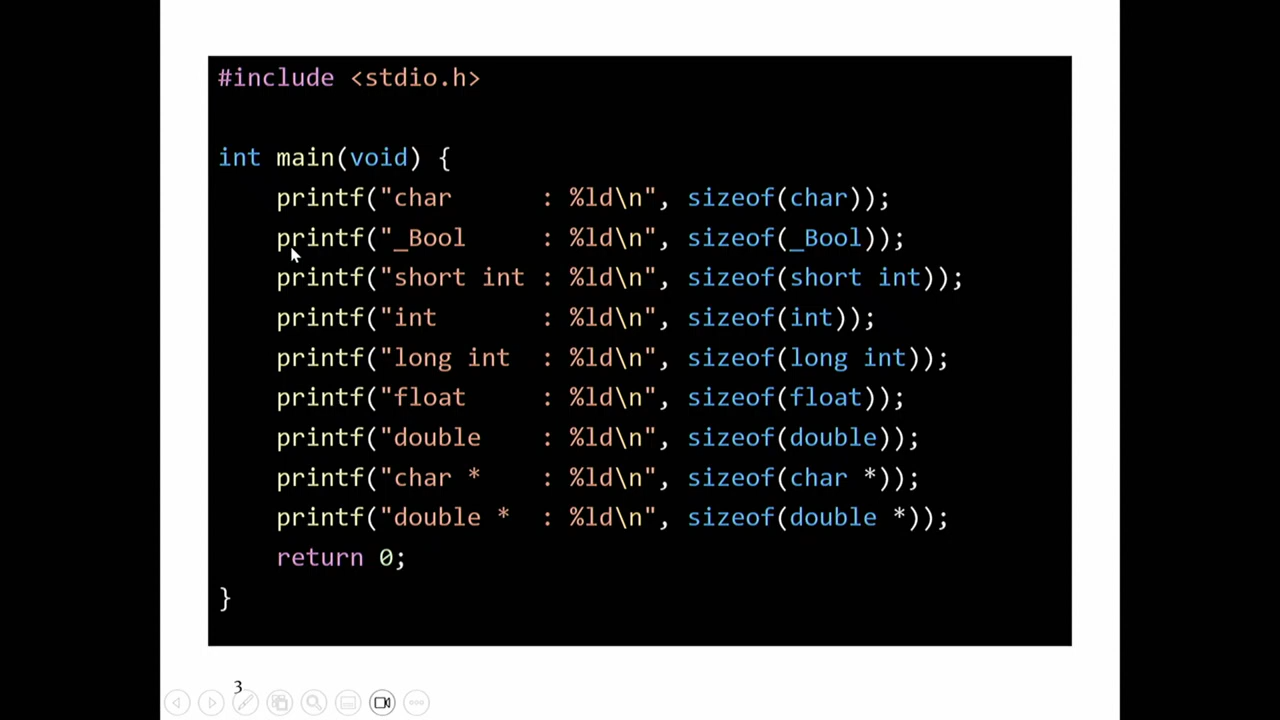 #include <stdio.h>
int main(void) {
    printf("char      : %ld\n", sizeof(char));
    printf("_Bool     : %ld\n", sizeof(_Bool));
    printf("short int : %ld\n", sizeof(short int));
    printf("int       : %ld\n", sizeof(int));
    printf("long int  : %ld\n", sizeof(long int));
    printf("float     : %ld\n", sizeof(float));
    printf("double    : %ld\n", sizeof(double));
    printf("char *    : %ld\n", sizeof(char *));
    printf("double *  : %ld\n", sizeof(double *));
    return 0;
}
3